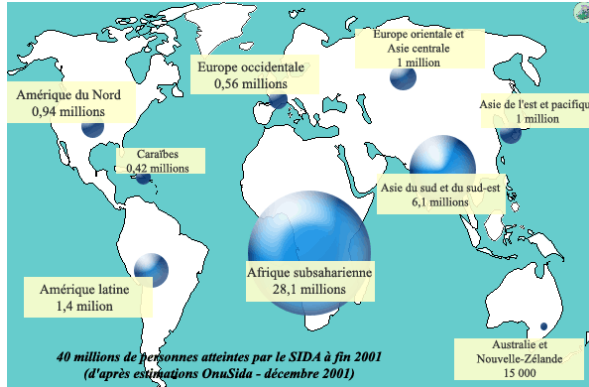 Europe orientale et
Asie centrale
1 million
Europe occidentale
0,56 millions
Amérique du Nord
0,94 millions
Asie de l'est et pacifique
1 million
Caraïbes
0,42 millions
Asie du sud et du sud-est
6,1 millions
Afrique subsaharienne
28,1 millions
Amérique latine
1,4 milion
Australie et
Nouvelle-Zélande
15 000
40 millions de personnes atteintes par le SIDA à fin 2001
(d'après estimations OnuSida - décembre 2001)